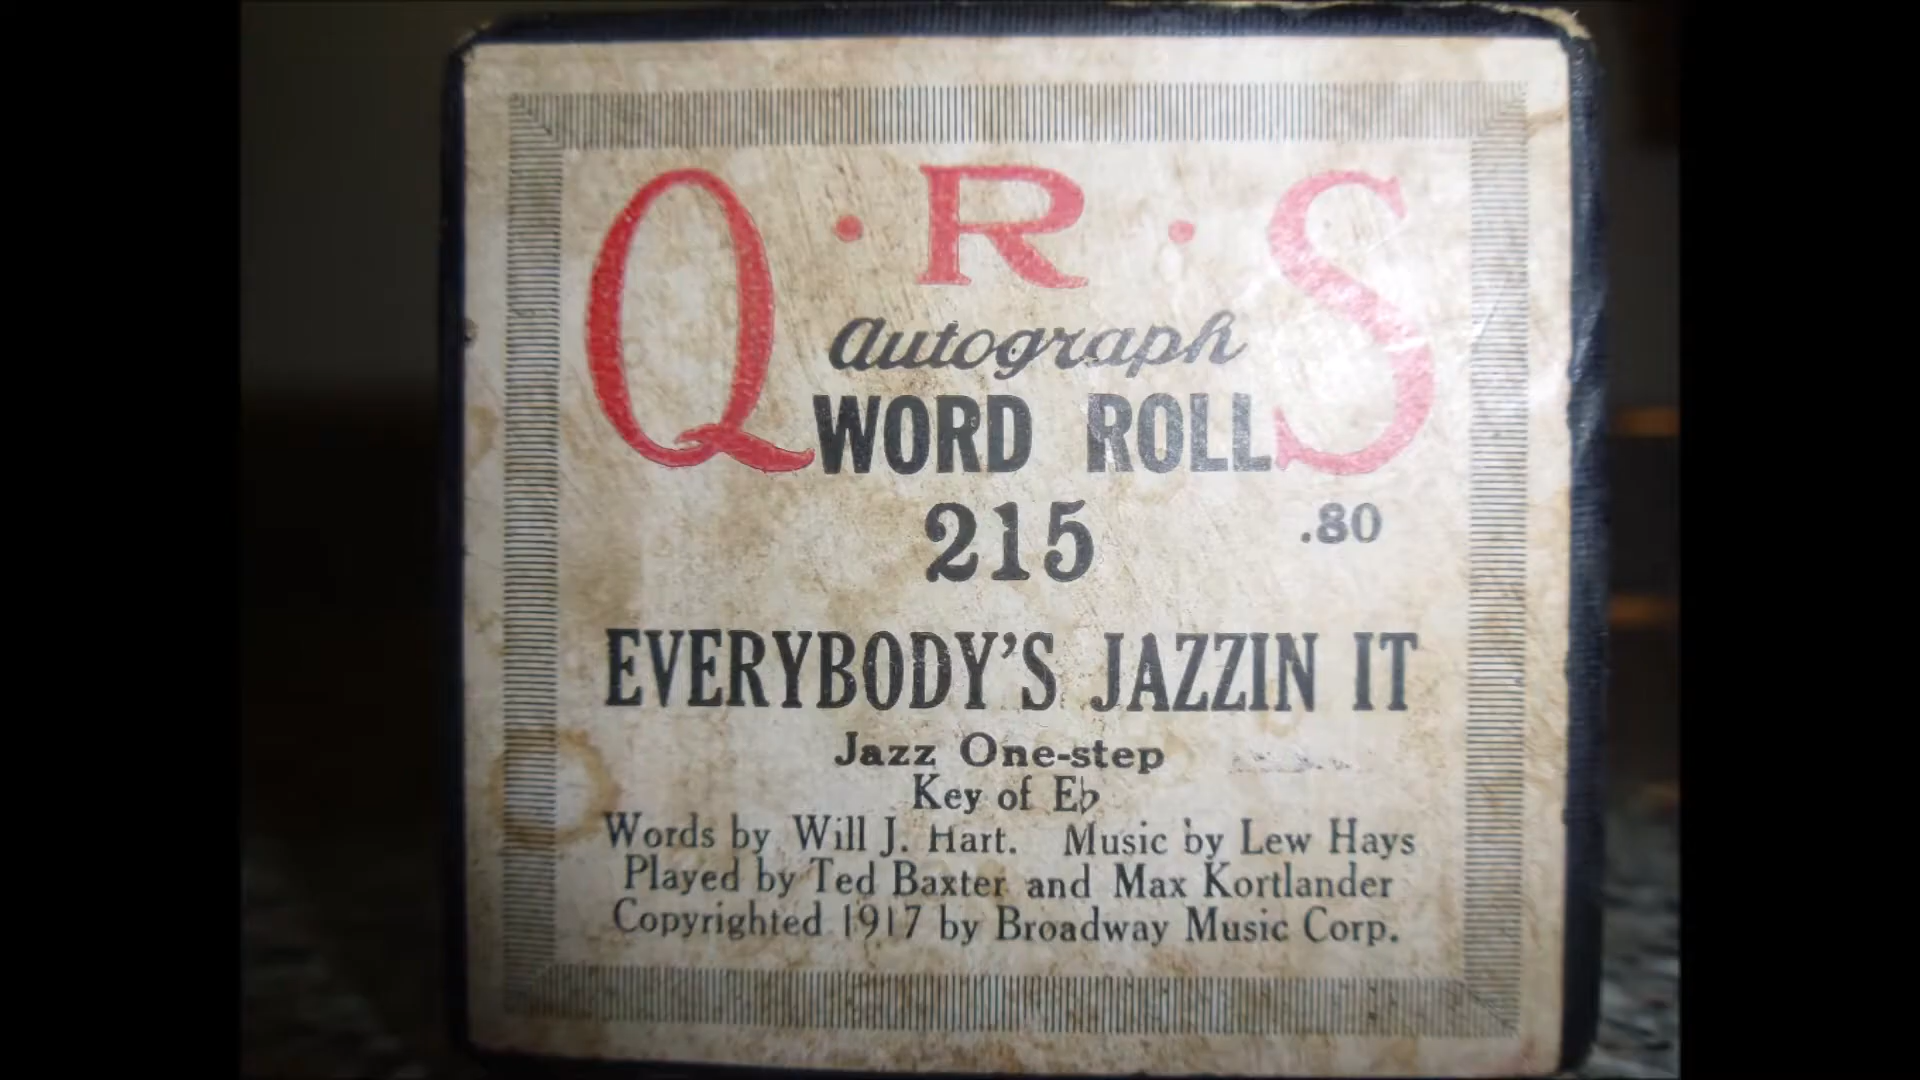 Q·R·S
autograph
WORD ROLL
215 .80
EVERYBODY'S JAZZIN IT
Jazz One-step
Key of E♭
Words by Will J. Hart. Music by Lew Hays
Played by Ted Baxter and Max Kortlander
Copyrighted 1917 by Broadway Music Corp.